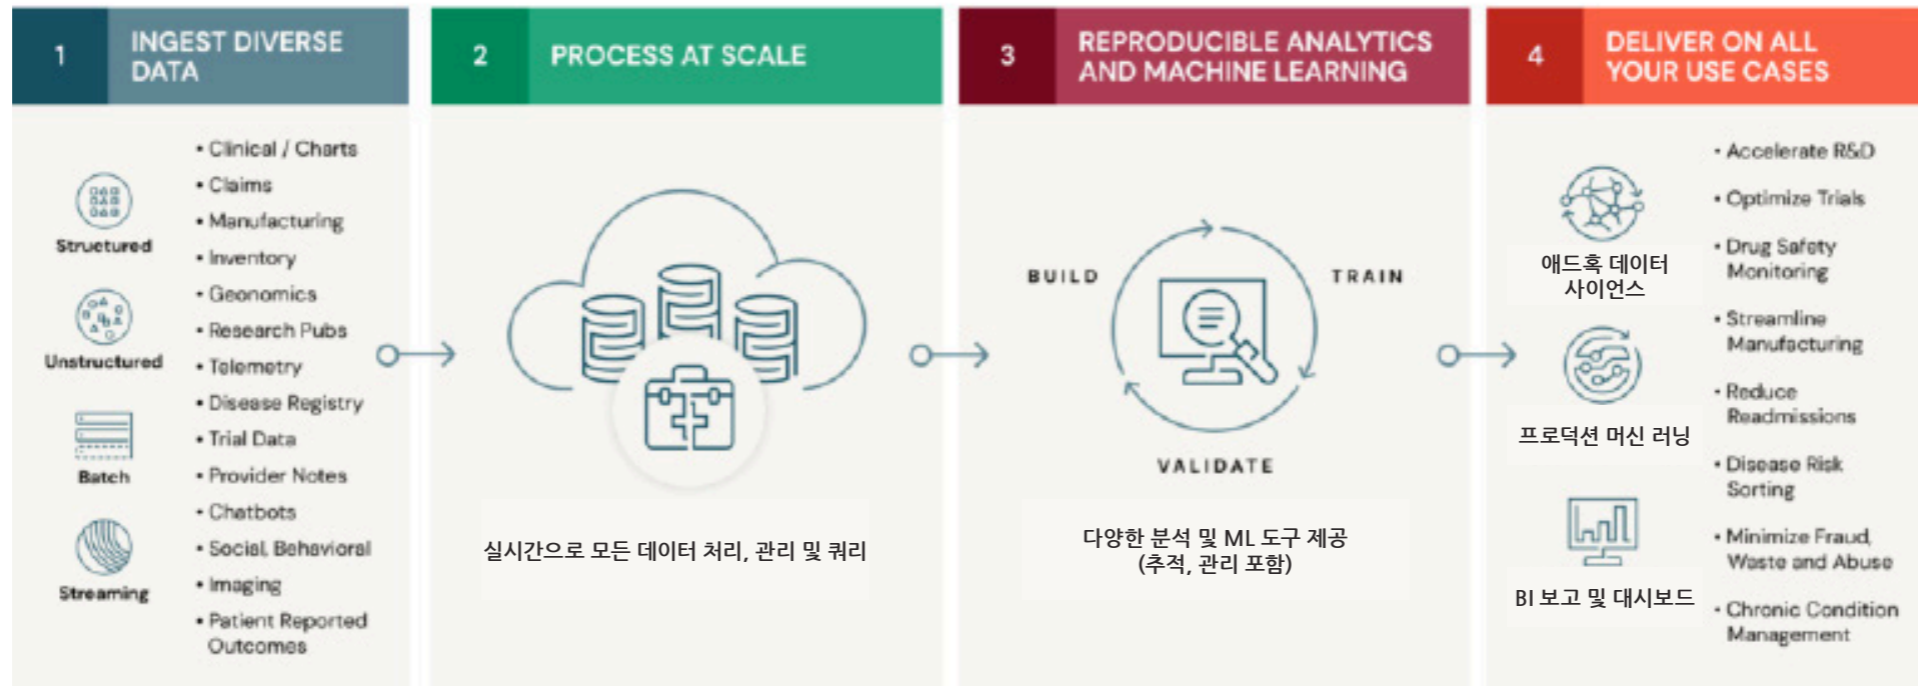 1
INGEST DIVERSE
DATA
Structured
Unstructured
Batch
Streaming
• Clinical / Charts
• Claims
• Manufacturing
• Inventory
• Geonomics
• Research Pubs
• Telemetry
• Disease Registry
• Trial Data
• Provider Notes
• Chatbots
• Social, Behavioral
• Imaging
• Patient Reported
Outcomes
2
PROCESS AT SCALE
실시간으로 모든 데이터 처리, 관리 및 쿼리
3
REPRODUCIBLE ANALYTICS
AND MACHINE LEARNING
BUILD
TRAIN
VALIDATE
다양한 분석 및 ML 도구 제공
(추적, 관리 포함)
4
DELIVER ON ALL
YOUR USE CASES
애드혹 데이터
사이언스
프로덕션 머신 러닝
BI 보고 및 대시보드
• Accelerate R&D
• Optimize Trials
• Drug Safety
Monitoring
• Streamline
Manufacturing
• Reduce
Readmissions
• Disease Risk
Sorting
• Minimize Fraud,
Waste and Abuse
• Chronic Condition
Management